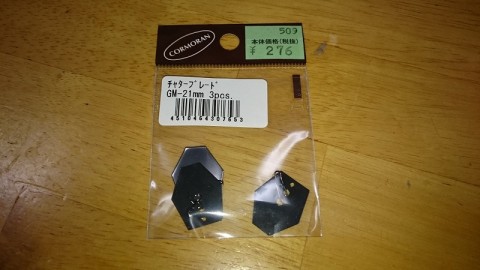 CORMORAN
503
本体価格(税抜)
¥ 276
チャターブレード
GM-21mm 3pcs.